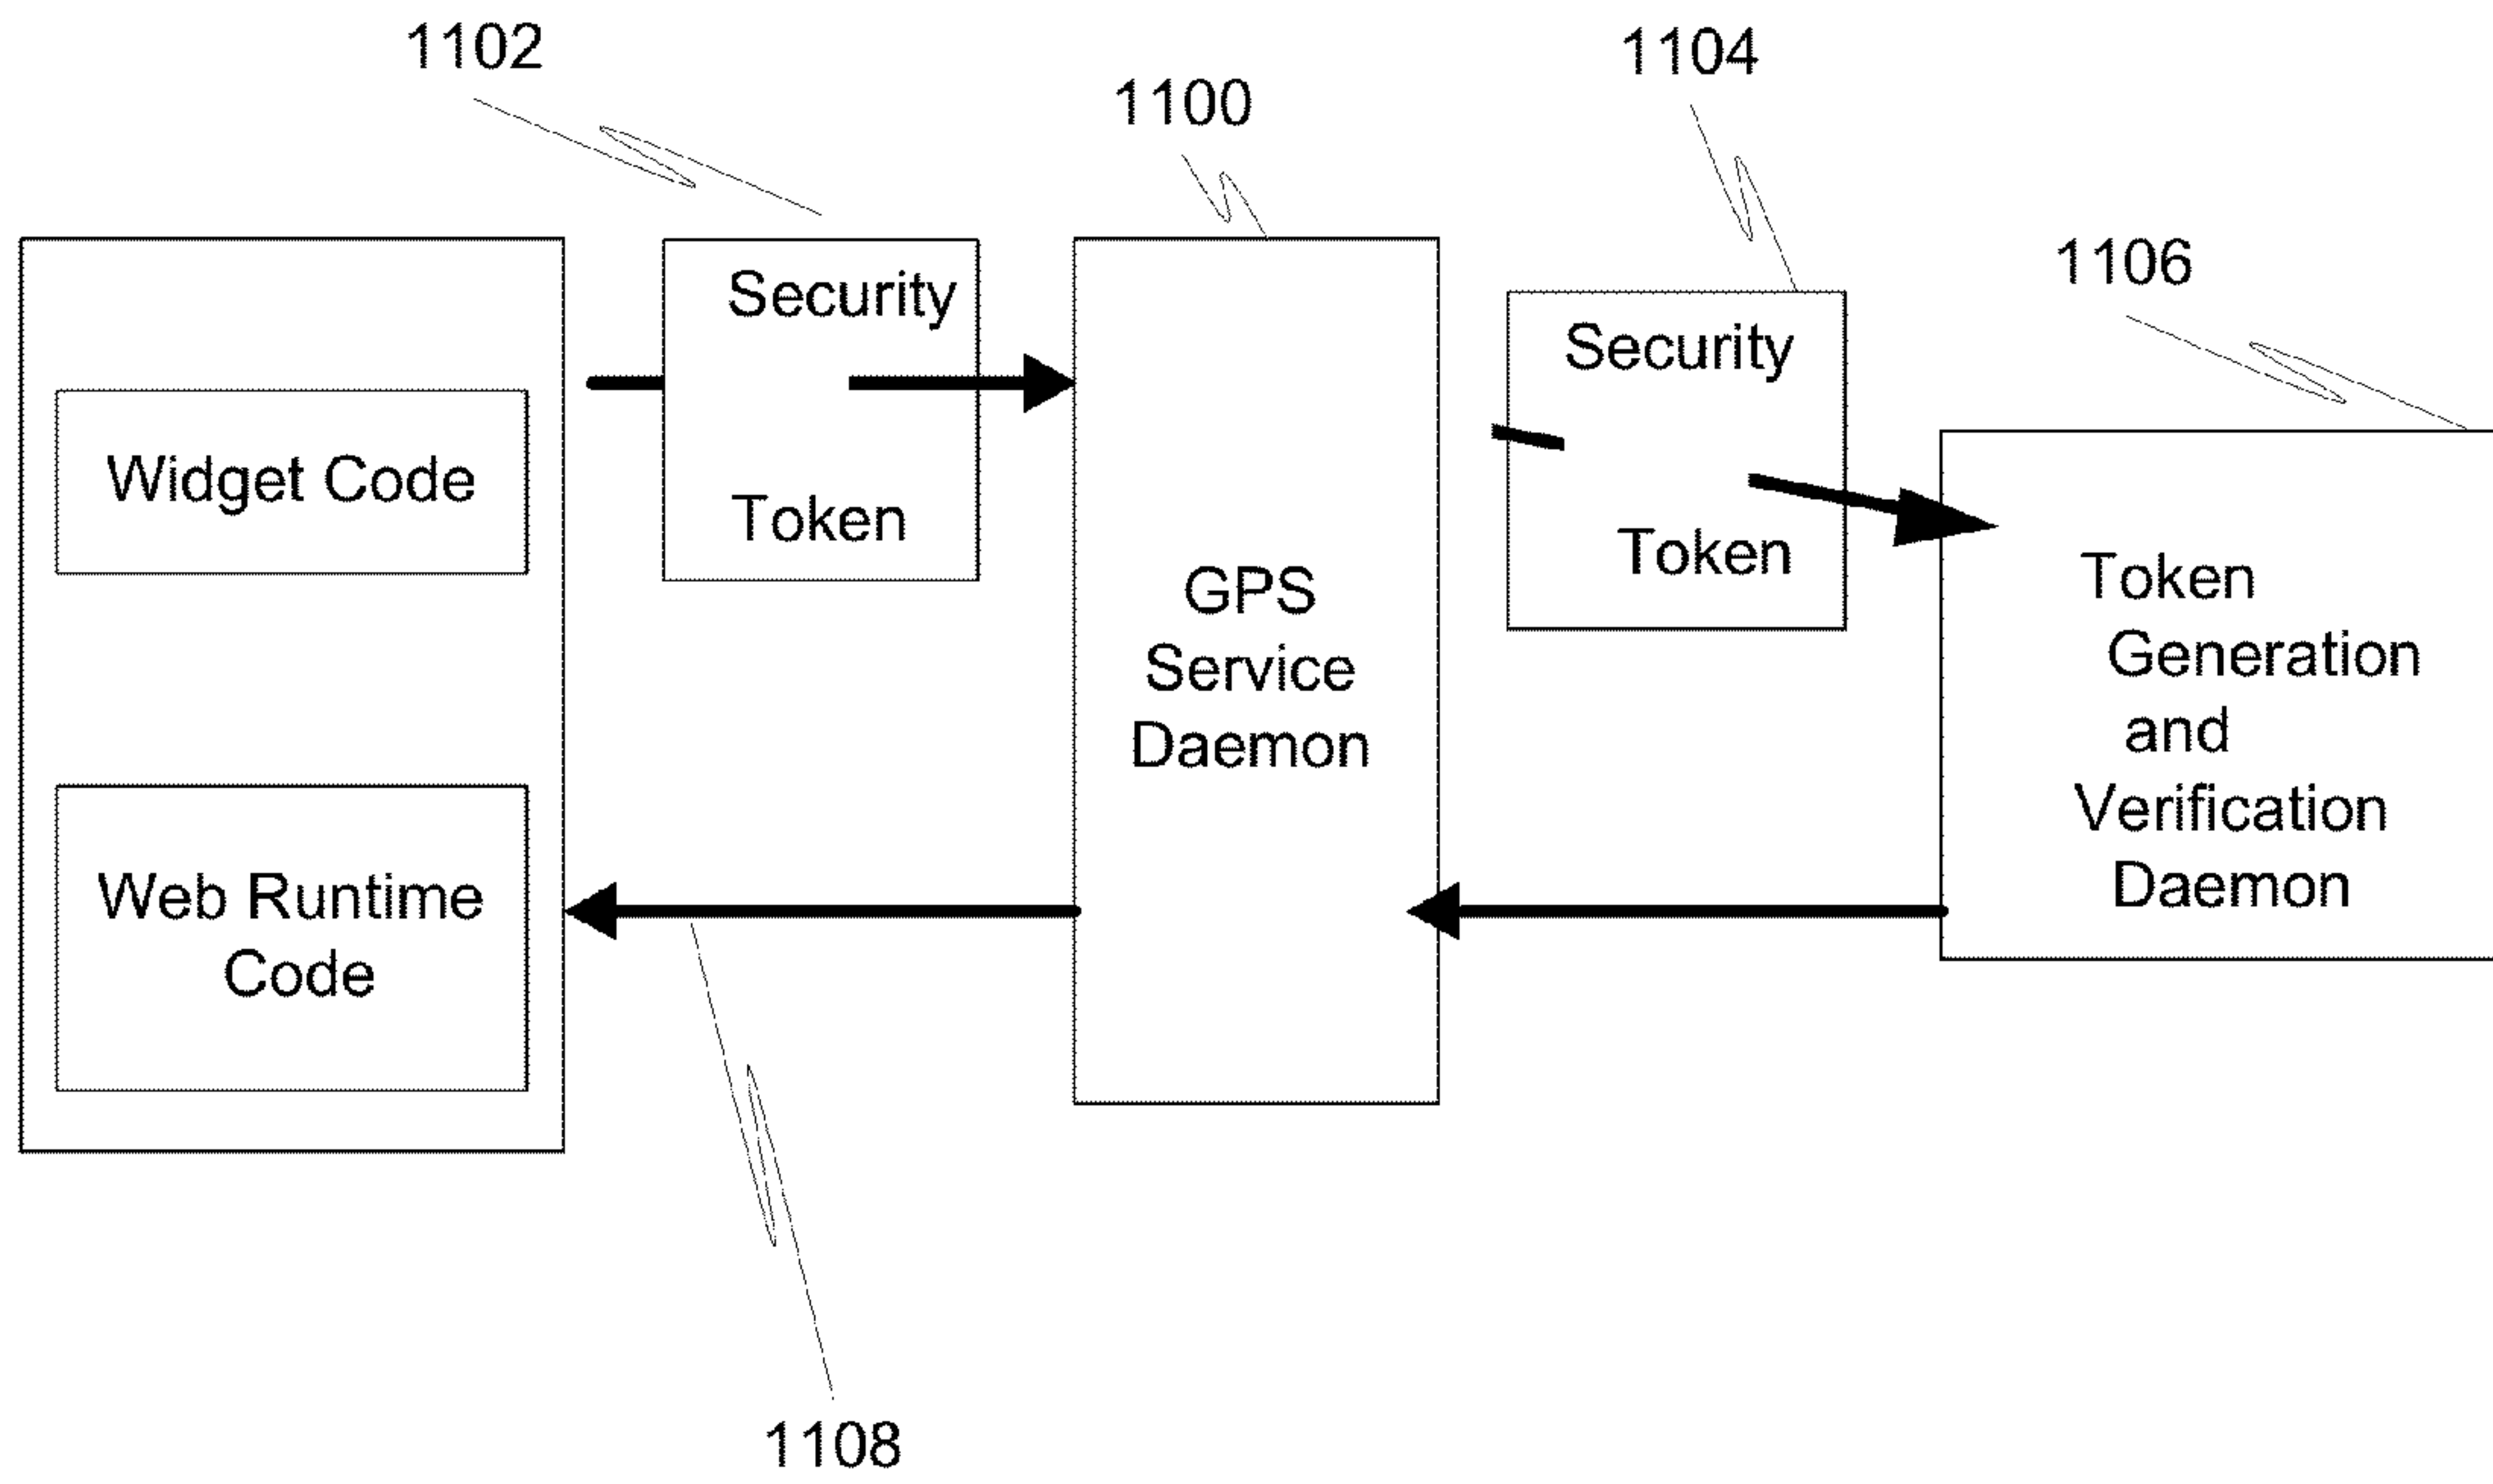 1102
1100
1104
1106
Security
Token
Security
Token
Widget Code
Web Runtime
Code
GPS
Service
Daemon
Token
Generation
and
Verification
Daemon
1108